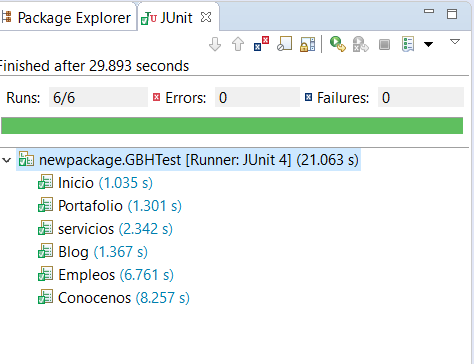 Package Explorer JUnit
Finished after 29.893 seconds
Runs: 6/6 Errors: 0 Failures: 0
newpackage.GBHTest [Runner: JUnit 4] (21.063 s)
Inicio (1.035 s)
Portafolio (1.301 s)
servicios (2.342 s)
Blog (1.367 s)
Empleos (6.761 s)
Conocenos (8.257 s)